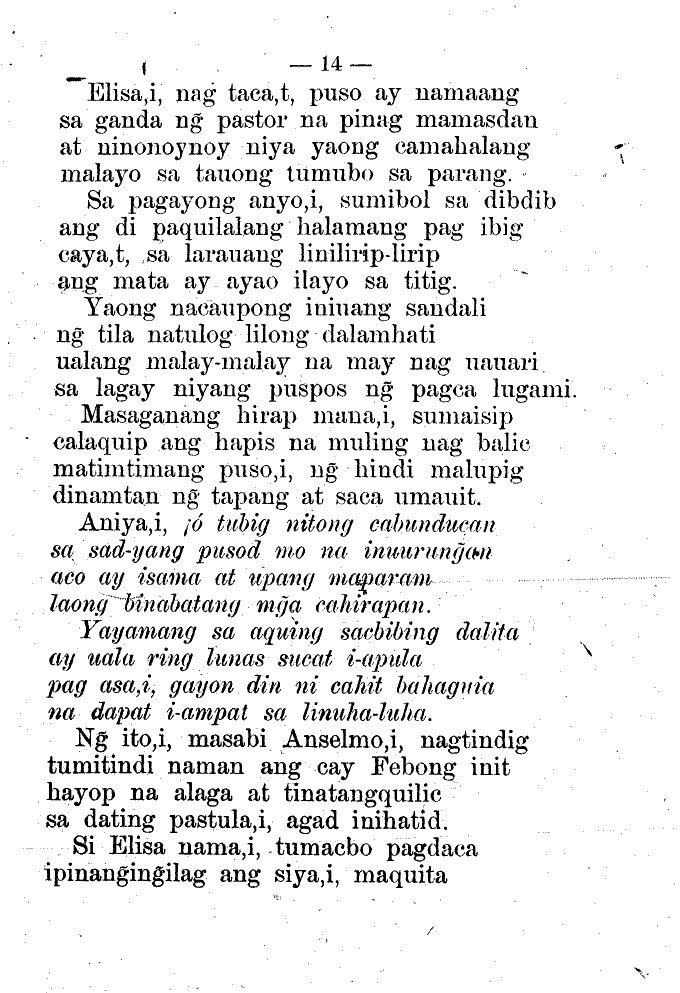 — 14 —
Elisa,i, nag taca,t, puso ay namaang
sa ganda ng̃ pastor na pinag mamasdan
at ninonoynoy niya yaong camahalang
malayo sa tauong tumubo sa parang.
Sa pagayong anyo,i, sumibol sa dibdib
ang di paquilalang halamang pag ibig
caya,t, sa larauang linilirip-lirip
ang mata ay ayao ilayo sa titig.
Yaong nacaupong iniuang sandali
ng̃ tila natulog lilong dalamhati
ualang malay-malay na may nag uauari
sa lagay niyang puspos ng̃ pagca lugami.
Masaganang hirap mana,i, sumaisip
calaquip ang hapis na muling nag balic
matimtimang puso,i, ng̃ hindi malupig
dinamtan ng̃ tapang at saca umauit.
Aniya,i, ¡ó tubig nitong cabunducan
sa sad-yang pusod mo na inuurung̃an
aco ay isama at upang maparam
laong binabatang mg̃a cahirapan.
Yayamang sa aquing sacbibing dalita
ay uala ring lunas sucat i-apula
pag asa,i, gayon din ni cahit bahaguia
na dapat i-ampat sa linuha-luha.
Ng̃ ito,i, masabi Anselmo,i, nagtindig
tumitindi naman ang cay Febong init
hayop na alaga at tinatangquilic
sa dating pastula,i, agad inihatid.
Si Elisa nama,i, tumacbo pagdaca
ipinang̃ing̃ilag ang siya,i, maquita